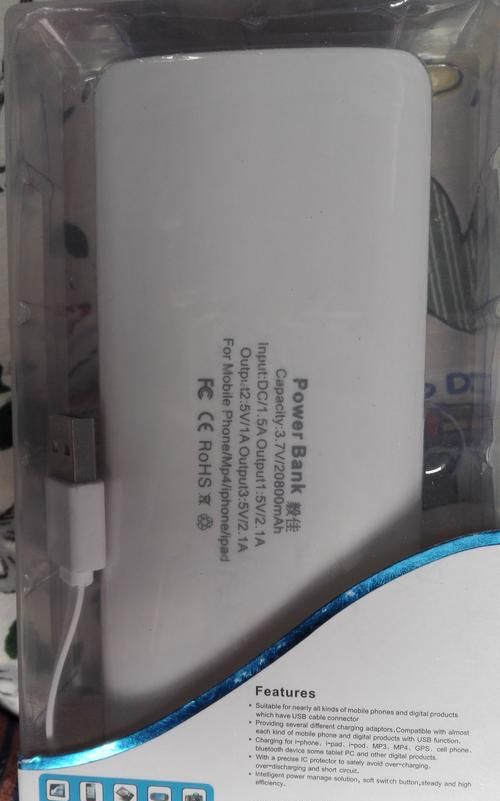 Power Bank 毅佳
Capacity:3.7V/20800mAh
Input:DC/1.5A Output1:5V/2.1A
Output2:5V/1A Output3:5V/2.1A
For Mobile Phone/Mp4/iphone/ipad
FC CE RoHS
Features
Suitable for nearly all kinds of mobile phones and digital products
which have USB cable connector
Providing several different charging adaptors.Compatible with almost
each kind of mobile phone and digital products with USB function.
Charging for i-phone, i-pad, i-pod, MP3, MP4, GPS, cell phone,
bluetooth device some tablet PC and other digital products.
With a precise IC protector to safely avoid over-charging,
over-discharging and short circuit.
Intelligent power manage solution, soft switch button,steady and high
efficiency.